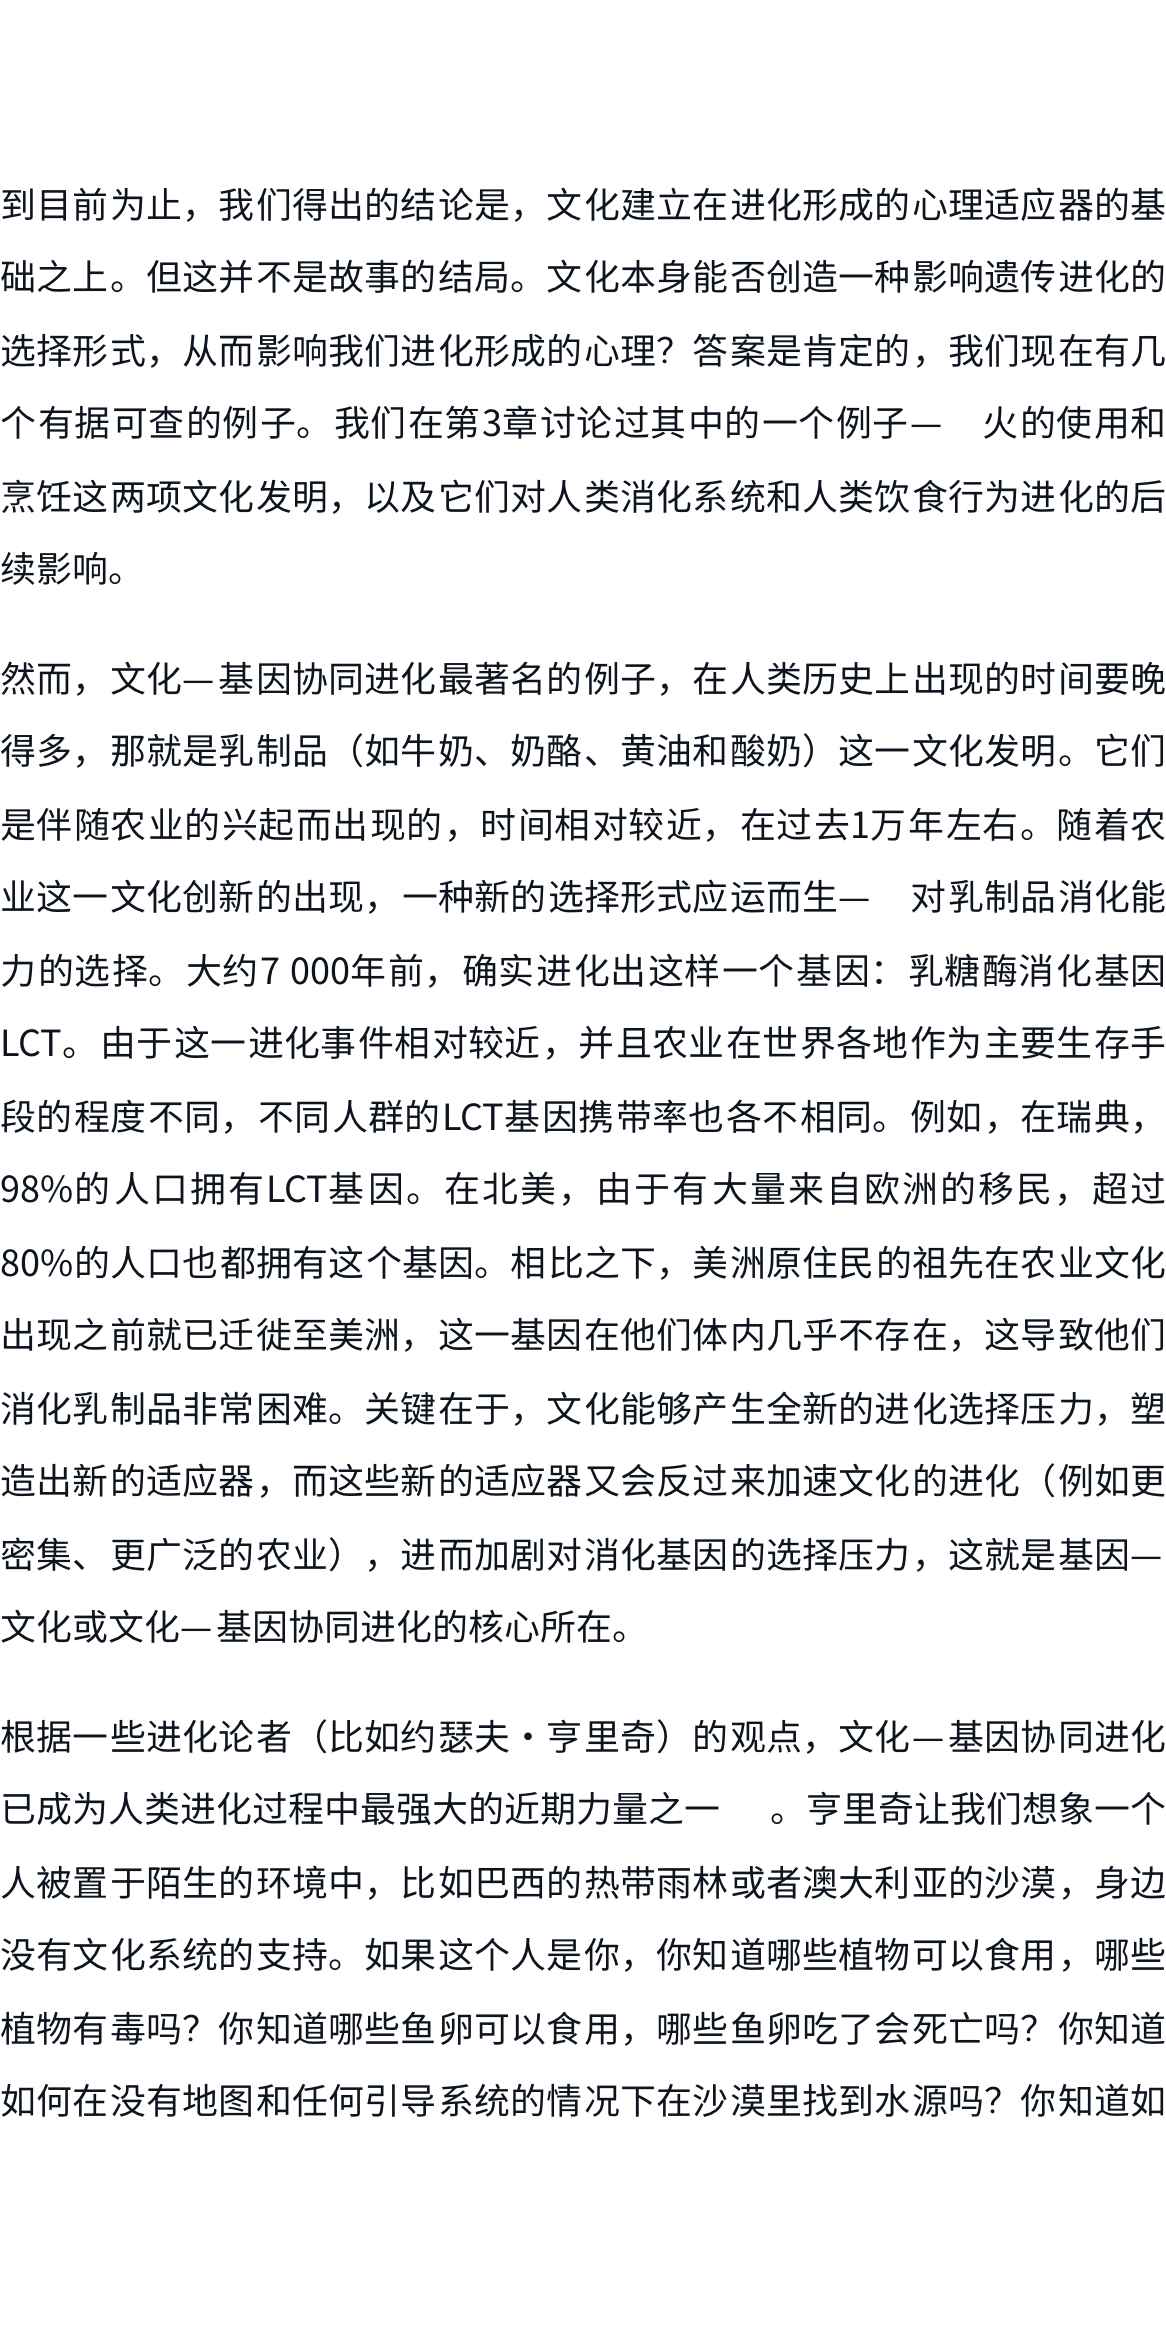 到目前为止，我们得出的结论是，文化建立在进化形成的心理适应器的基
础之上。但这并不是故事的结局。文化本身能否创造一种影响遗传进化的
选择形式，从而影响我们进化形成的心理？答案是肯定的，我们现在有几
个有据可查的例子。我们在第3章讨论过其中的一个例子—　火的使用和
烹饪这两项文化发明，以及它们对人类消化系统和人类饮食行为进化的后
续影响。
然而，文化—基因协同进化最著名的例子，在人类历史上出现的时间要晚
得多，那就是乳制品（如牛奶、奶酪、黄油和酸奶）这一文化发明。它们
是伴随农业的兴起而出现的，时间相对较近，在过去1万年左右。随着农
业这一文化创新的出现，一种新的选择形式应运而生—　对乳制品消化能
力的选择。大约7 000年前，确实进化出这样一个基因：乳糖酶消化基因
LCT。由于这一进化事件相对较近，并且农业在世界各地作为主要生存手
段的程度不同，不同人群的LCT基因携带率也各不相同。例如，在瑞典，
98%的人口拥有LCT基因。在北美，由于有大量来自欧洲的移民，超过
80%的人口也都拥有这个基因。相比之下，美洲原住民的祖先在农业文化
出现之前就已迁徙至美洲，这一基因在他们体内几乎不存在，这导致他们
消化乳制品非常困难。关键在于，文化能够产生全新的进化选择压力，塑
造出新的适应器，而这些新的适应器又会反过来加速文化的进化（例如更
密集、更广泛的农业），进而加剧对消化基因的选择压力，这就是基因—
文化或文化—基因协同进化的核心所在。
根据一些进化论者（比如约瑟夫·亨里奇）的观点，文化—基因协同进化
已成为人类进化过程中最强大的近期力量之一　。亨里奇让我们想象一个
人被置于陌生的环境中，比如巴西的热带雨林或者澳大利亚的沙漠，身边
没有文化系统的支持。如果这个人是你，你知道哪些植物可以食用，哪些
植物有毒吗？你知道哪些鱼卵可以食用，哪些鱼卵吃了会死亡吗？你知道
如何在没有地图和任何引导系统的情况下在沙漠里找到水源吗？你知道如